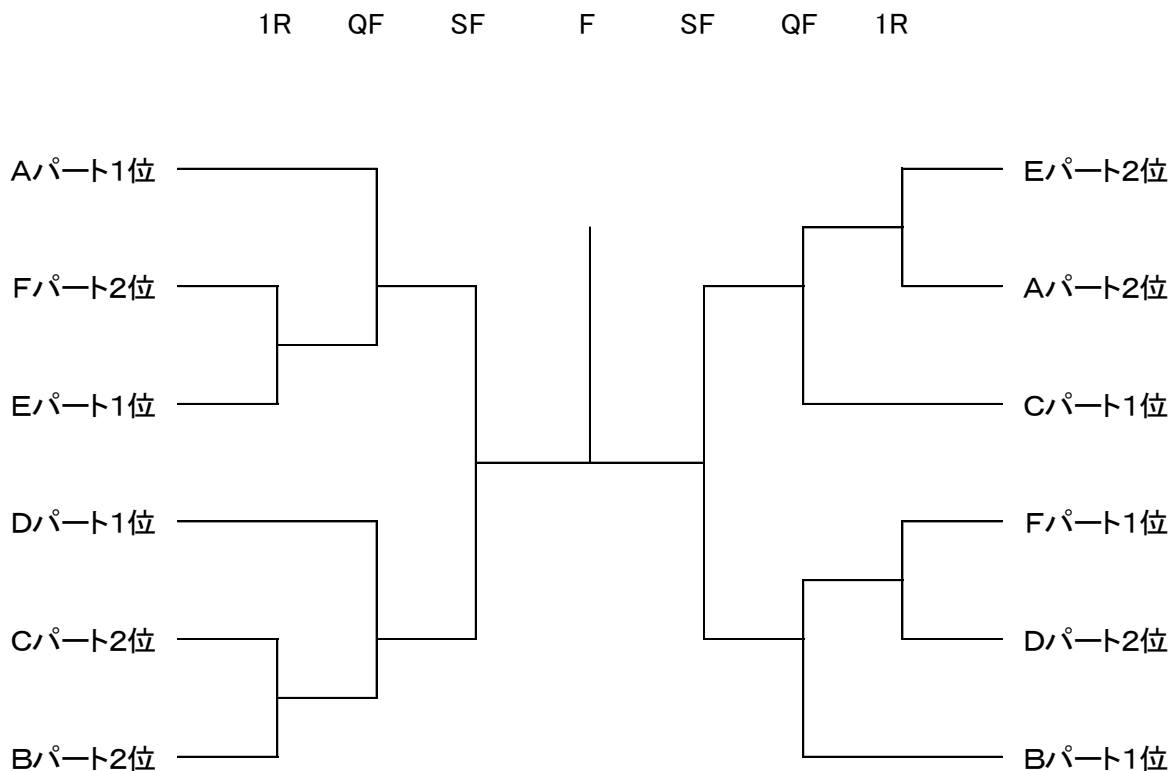 1R QF SF F SF QF 1R
Aパート1位 Eパート2位
Fパート2位 Aパート2位
Eパート1位 Cパート1位
Dパート1位 Fパート1位
Cパート2位 Dパート2位
Bパート2位 Bパート1位